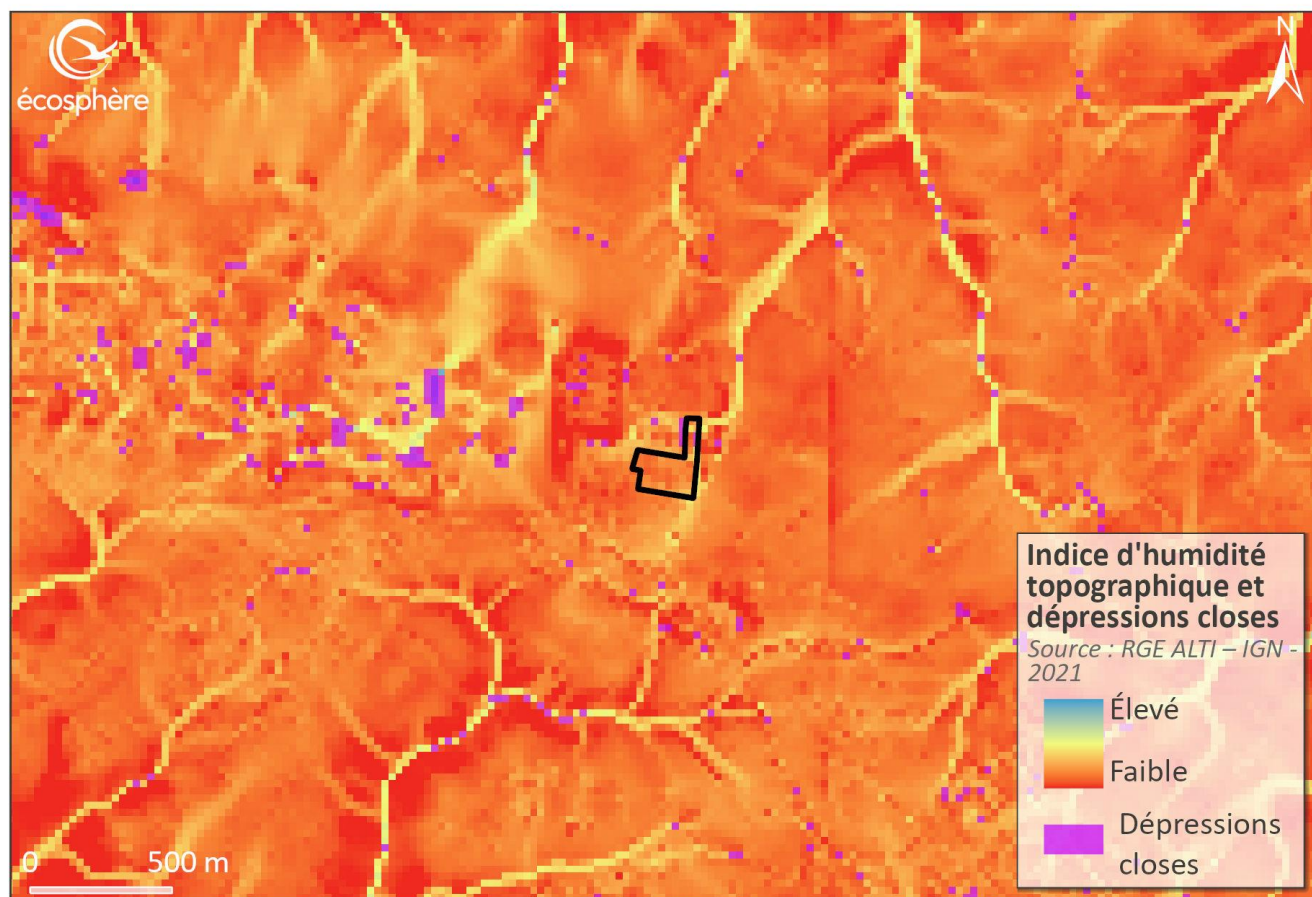 écosphère
N
Indice d'humidité
topographique et
dépressions closes
Source : RGE ALTI – IGN -
2021
Élevé
Faible
Dépressions
closes
0 500 m